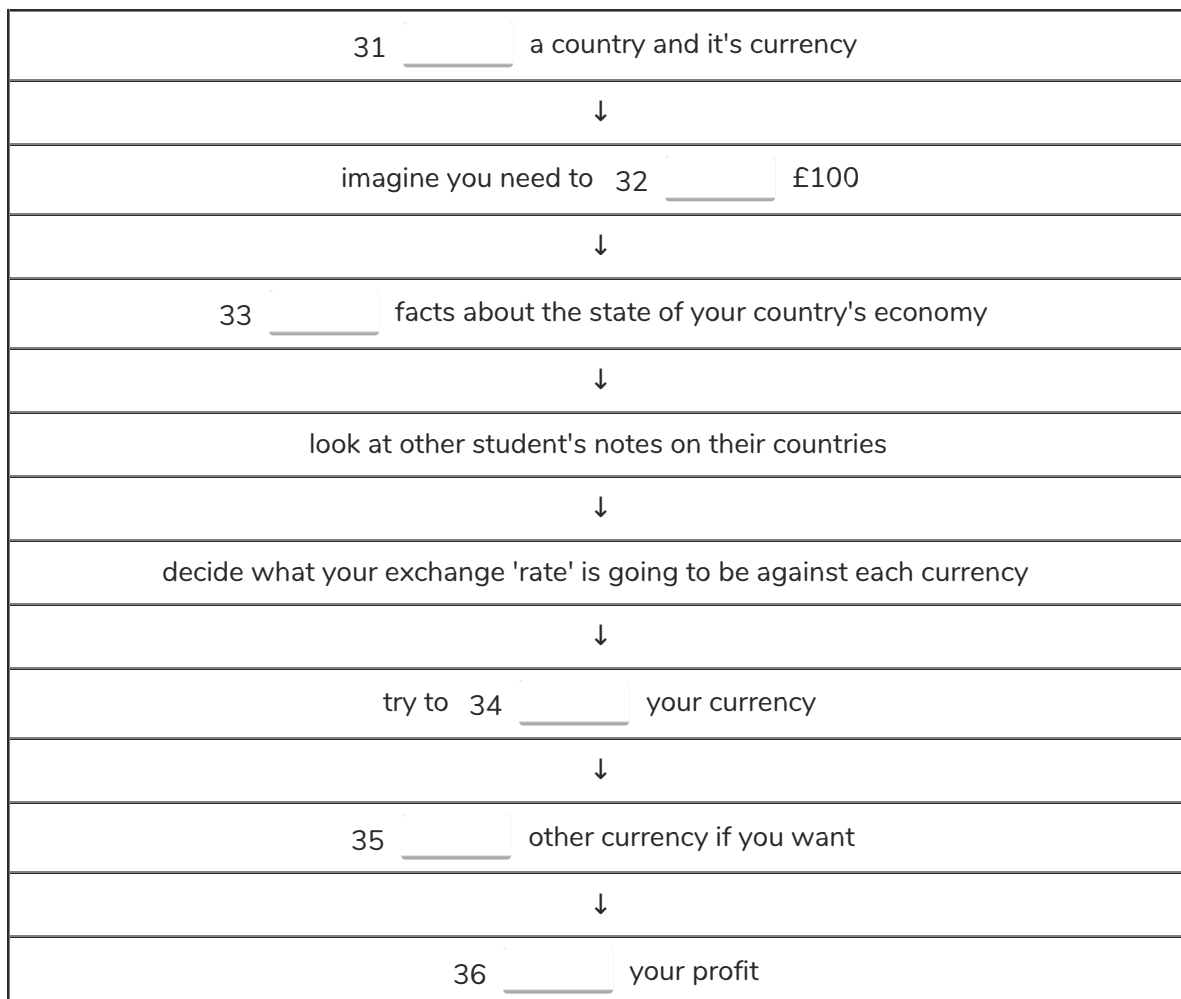 31 a country and it's currency
↓
imagine you need to 32 £100
↓
33 facts about the state of your country's economy
↓
look at other student's notes on their countries
↓
decide what your exchange 'rate' is going to be against each currency
↓
try to 34 your currency
↓
35 other currency if you want
↓
36 your profit